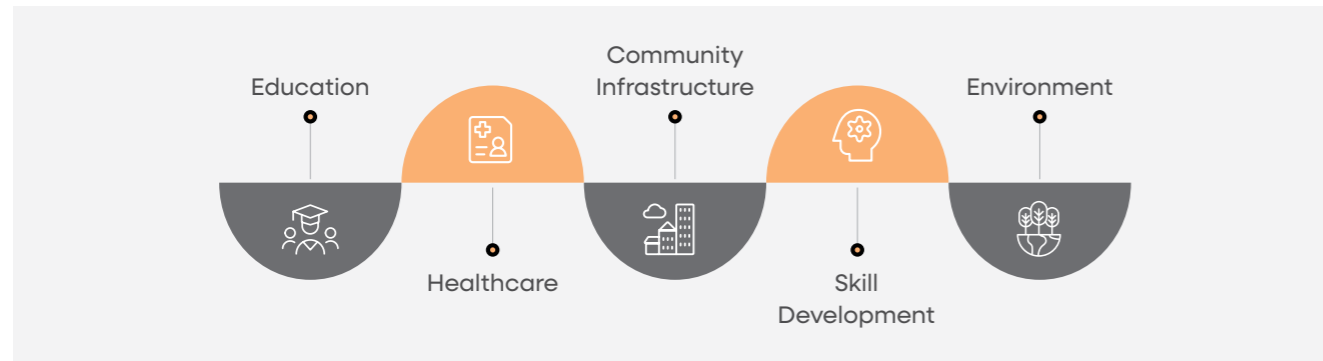 Education
Healthcare
Community
Infrastructure
Skill
Development
Environment